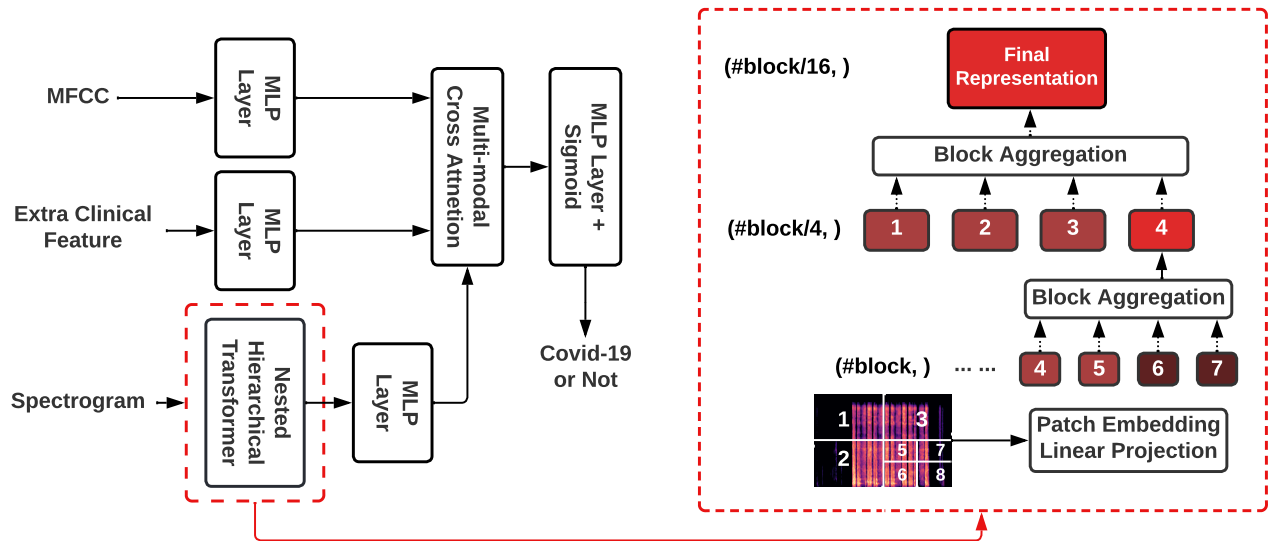 MFCC
MLP
Layer
Extra Clinical
Feature
MLP
Layer
Spectrogram
Nested
Hierarchical
Transformer
MLP
Layer
Multi-modal
Cross Attnetion
MLP Layer +
Sigmoid
Covid-19
or Not
(#block/16, )
Final
Representation
Block Aggregation
(#block/4, )
1
2
3
4
Block Aggregation
(#block, )
... ...
4
5
6
7
1
3
2
5
7
6
8
Patch Embedding
Linear Projection